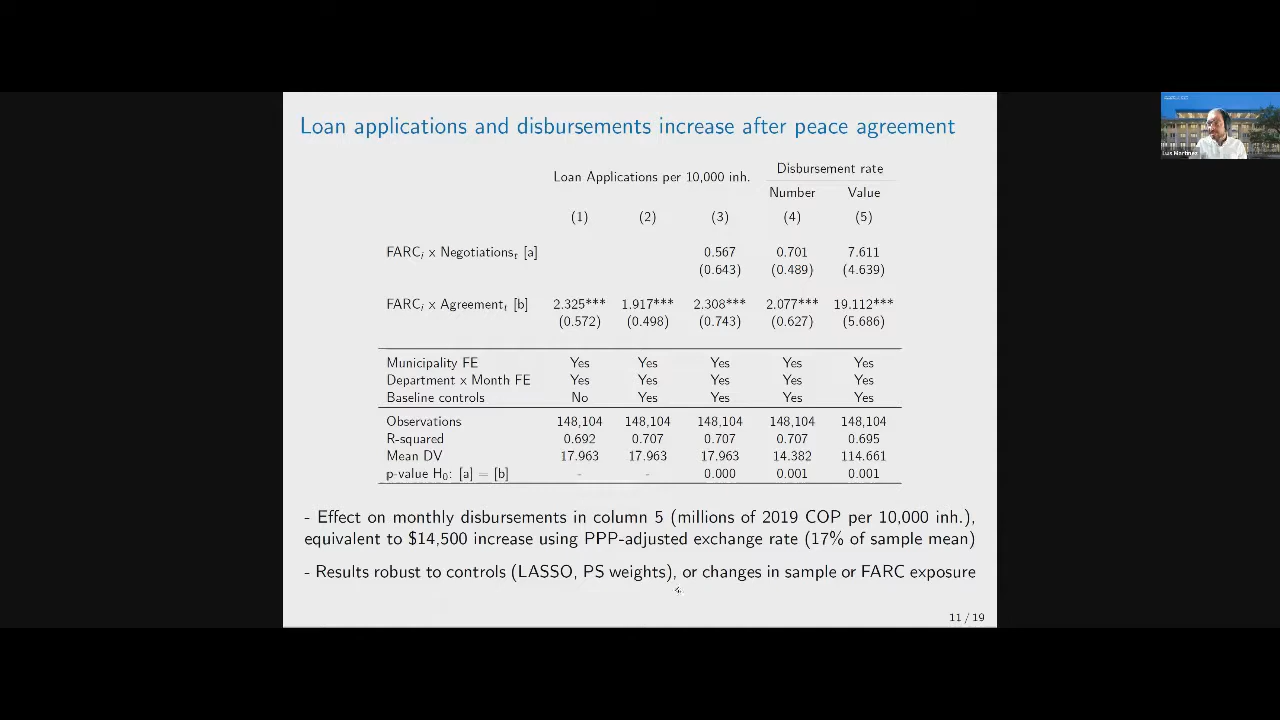 Loan applications and disbursements increase after peace agreement
Loan Applications per 10,000 inh. Disbursement rate
Number Value
(1) (2) (3) (4) (5)
FARCᵢ x Negotiationsₜ [a] 0.567 0.701 7.611
(0.643) (0.489) (4.639)
FARCᵢ x Agreementₜ [b] 2.325*** 1.917*** 2.308*** 2.077*** 19.112***
(0.572) (0.498) (0.743) (0.627) (5.686)
Municipality FE Yes Yes Yes Yes Yes
Department x Month FE Yes Yes Yes Yes Yes
Baseline controls No Yes Yes Yes Yes
Observations 148,104 148,104 148,104 148,104 148,104
R-squared 0.692 0.707 0.707 0.707 0.695
Mean DV 17.963 17.963 17.963 14.382 114.661
p-value H₀: [a] = [b] - - 0.000 0.001 0.001
- Effect on monthly disbursements in column 5 (millions of 2019 COP per 10,000 inh.),
equivalent to $14,500 increase using PPP-adjusted exchange rate (17% of sample mean)
- Results robust to controls (LASSO, PS weights), or changes in sample or FARC exposure
11 / 19
Luis Martinez